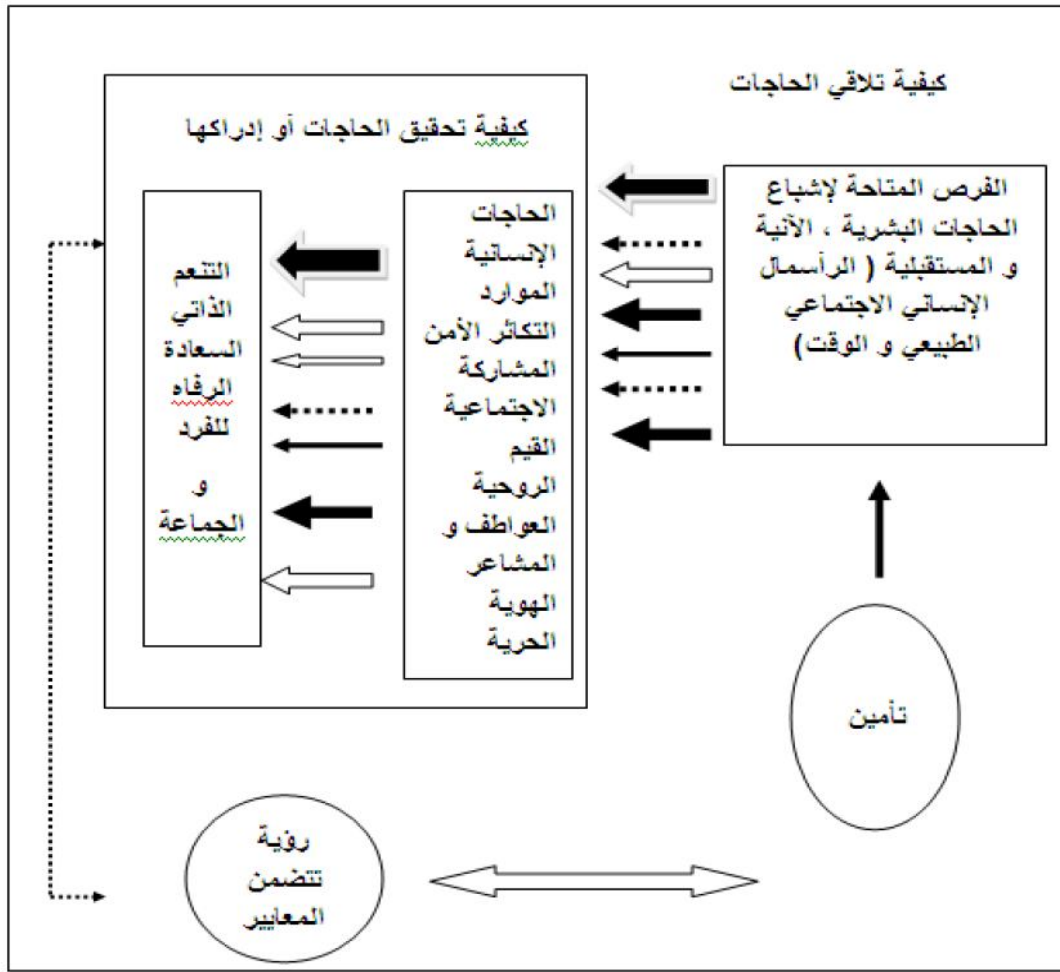 كيفية تلاقي الحاجات
الفرص المتاحة لإشباع
الحاجات البشرية ، الآنية
و المستقبلية ( الرأسمال
الإنساني الاجتماعي
الطبيعي و الوقت)
كيفية تحقيق الحاجات أو إدراكها
الحاجات
الإنسانية
الموارد
التكاثر الأمن
المشاركة
الاجتماعية
القيم
الروحية
العواطف و
المشاعر
الهوية
الحرية
التنعم
الذاتي
السعادة
الرفاه
للفرد
و
الجماعة
تأمين
رؤية
تتضمن
المعايير